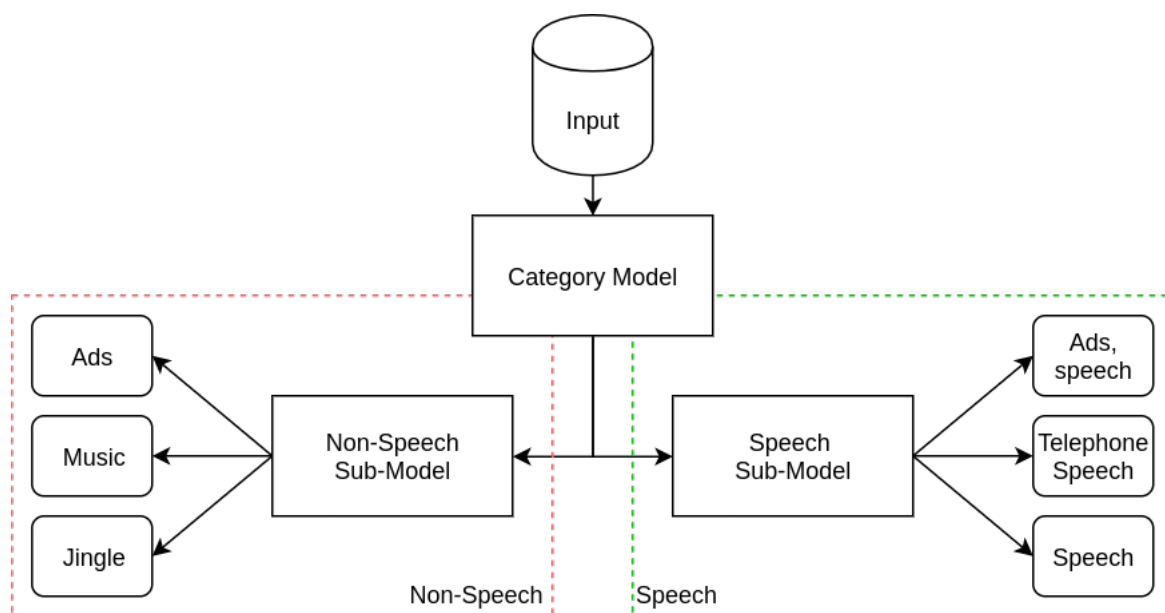 Input
Category Model
Ads
Music
Jingle
Non-Speech
Sub-Model
Speech
Sub-Model
Ads,
speech
Telephone
Speech
Speech
Non-Speech
Speech